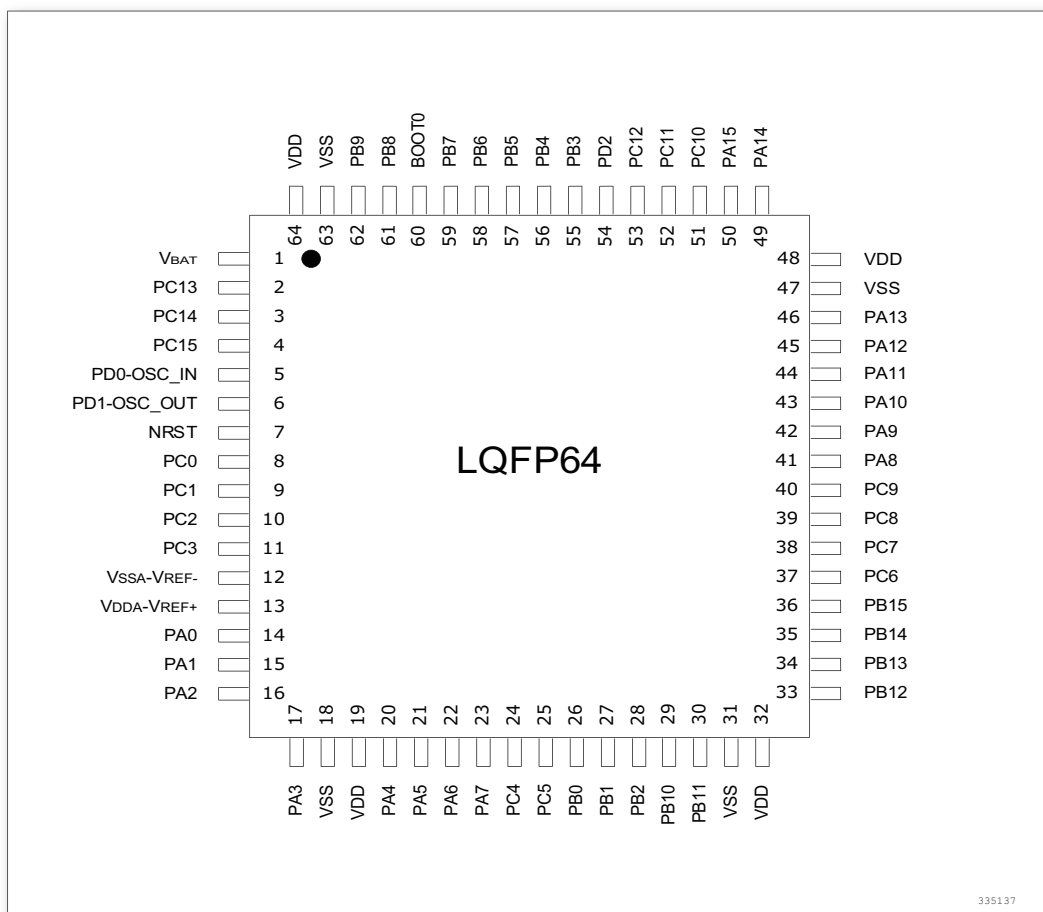 VDD VSS PB9 PB8 BOOT0 PB7 PB6 PB5 PB4 PB3 PD2 PC12 PC11 PC10 PA15 PA14
64 63 62 61 60 59 58 57 56 55 54 53 52 51 50 49
VBAT 1 48 VDD
PC13 2 47 VSS
PC14 3 46 PA13
PC15 4 45 PA12
PD0-OSC_IN 5 44 PA11
PD1-OSC_OUT 6 43 PA10
NRST 7 42 PA9
PC0 8 41 PA8
LQFP64
PC1 9 40 PC9
PC2 10 39 PC8
PC3 11 38 PC7
VSSA-VREF- 12 37 PC6
VDDA-VREF+ 13 36 PB15
PA0 14 35 PB14
PA1 15 34 PB13
PA2 16 33 PB12
17 18 19 20 21 22 23 24 25 26 27 28 29 30 31 32
PA3 VSS VDD PA4 PA5 PA6 PA7 PC4 PC5 PB0 PB1 PB2 PB10 PB11 VSS VDD
335137